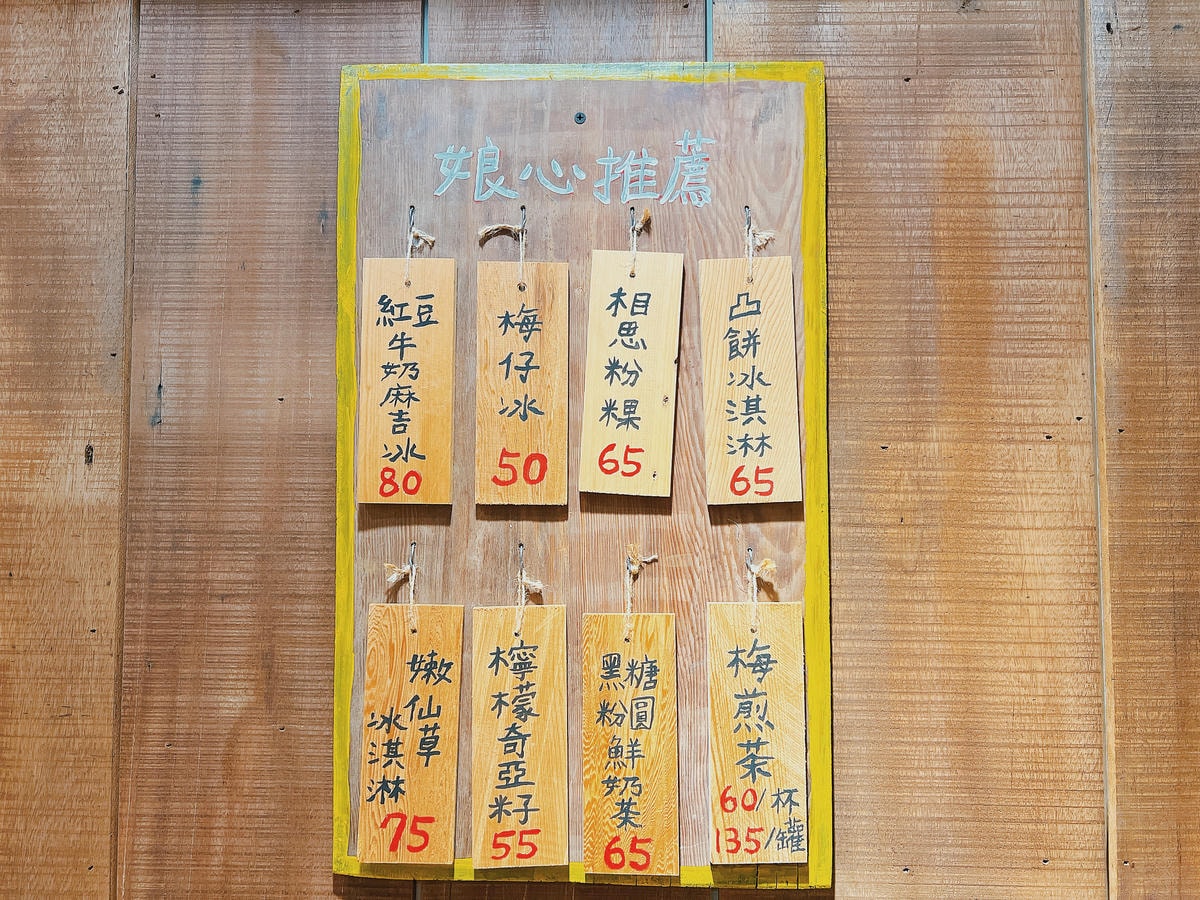 娘心推薦
紅豆牛奶麻吉冰
80
梅仔冰
50
相思粉粿
65
凸餅冰淇淋
65
嫩仙草
冰淇淋
75
檸檬奇亞籽
55
黑糖粉圓鮮奶茶
65
梅煎茶
60/杯
135/罐